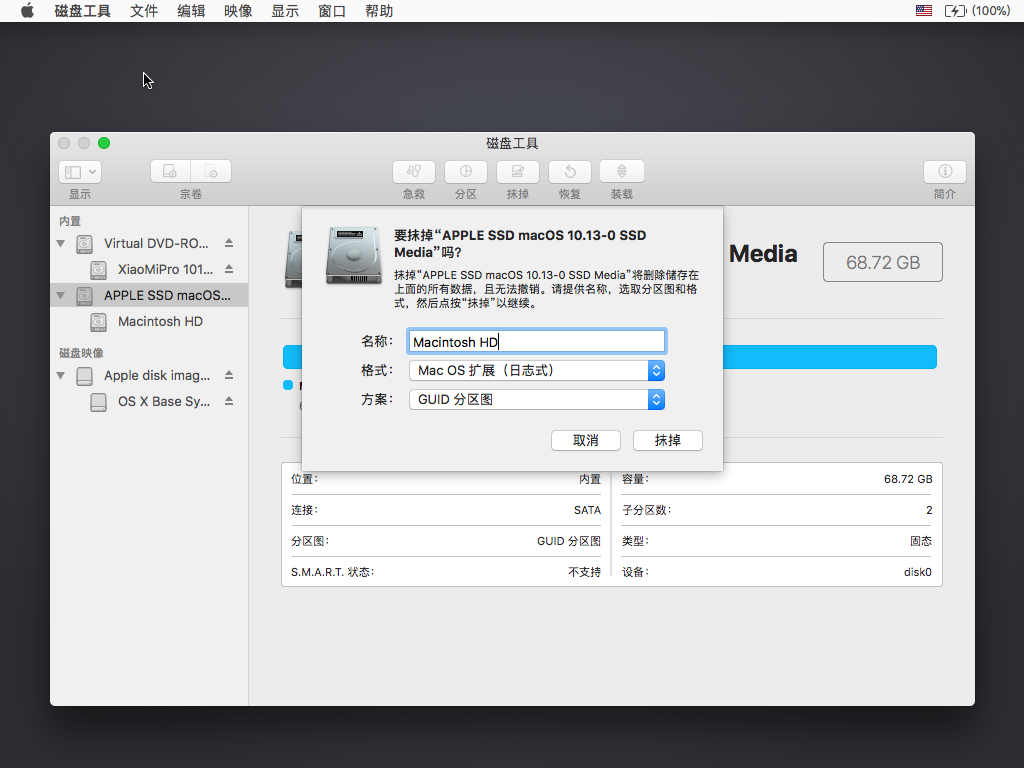 磁盘工具 文件 编辑 映像 显示 窗口 帮助 (100%)
磁盘工具
显示 宗卷 急救 分区 抹掉 恢复 装载 简介
内置
Virtual DVD-RO...
XiaoMiPro 101...
APPLE SSD macOS...
Macintosh HD
磁盘映像
Apple disk imag...
OS X Base Sy...
Media
68.72 GB
要抹掉“APPLE SSD macOS 10.13-0 SSD
Media”吗?
抹掉“APPLE SSD macOS 10.13-0 SSD Media”将删除储存在
上面的所有数据，且无法撤销。请提供名称，选取分区图和格
式，然后点按“抹掉”以继续。
名称： Macintosh HD
格式： Mac OS 扩展（日志式）
方案： GUID 分区图
取消 抹掉
位置： 内置 容量： 68.72 GB
连接： SATA 子分区数： 2
分区图： GUID 分区图 类型： 固态
S.M.A.R.T. 状态： 不支持 设备： disk0